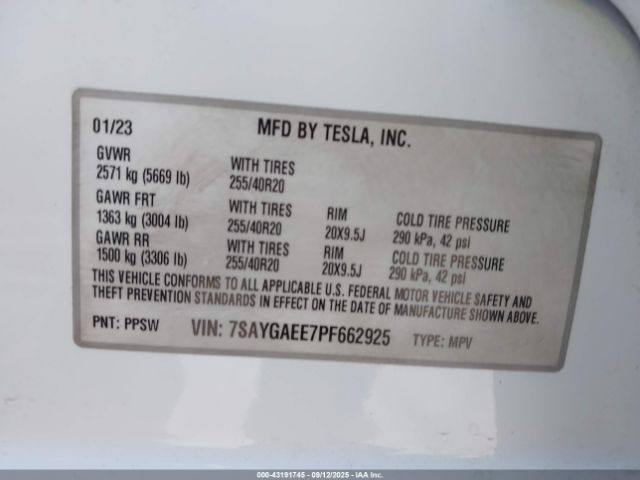 01/23 MFD BY TESLA, INC.
GVWR
2571 kg (5669 lb) WITH TIRES 255/40R20
GAWR FRT
1363 kg (3004 lb) WITH TIRES 255/40R20 RIM 20X9.5J COLD TIRE PRESSURE 290 kPa, 42 psi
GAWR RR
1500 kg (3306 lb) WITH TIRES 255/40R20 RIM 20X9.5J COLD TIRE PRESSURE 290 kPa, 42 psi
THIS VEHICLE CONFORMS TO ALL APPLICABLE U.S. FEDERAL MOTOR VEHICLE SAFETY AND
THEFT PREVENTION STANDARDS IN EFFECT ON THE DATE OF MANUFACTURE SHOWN ABOVE.
PNT: PPSW VIN: 7SAYGAEE7PF662925 TYPE: MPV
000-43191745 - 09/12/2025 - IAA Inc.